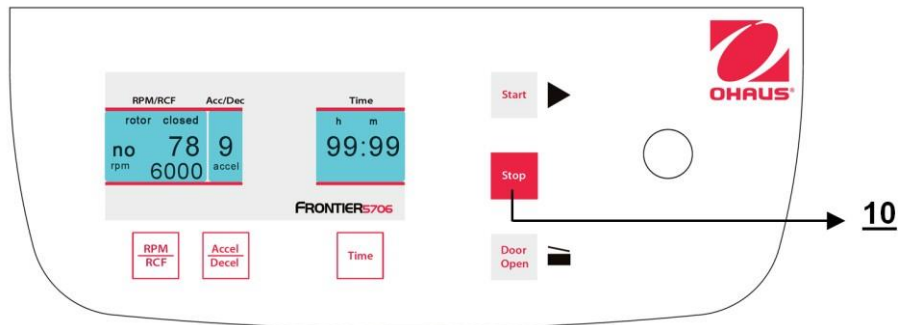 OHAUS®
RPM/RCF Acc/Dec Time
rotor closed
no 78 9
rpm 6000 accel
h m
99:99
FRONTIER5706
RPM
RCF
Accel
Decel
Time
Start
Stop
10
Door
Open